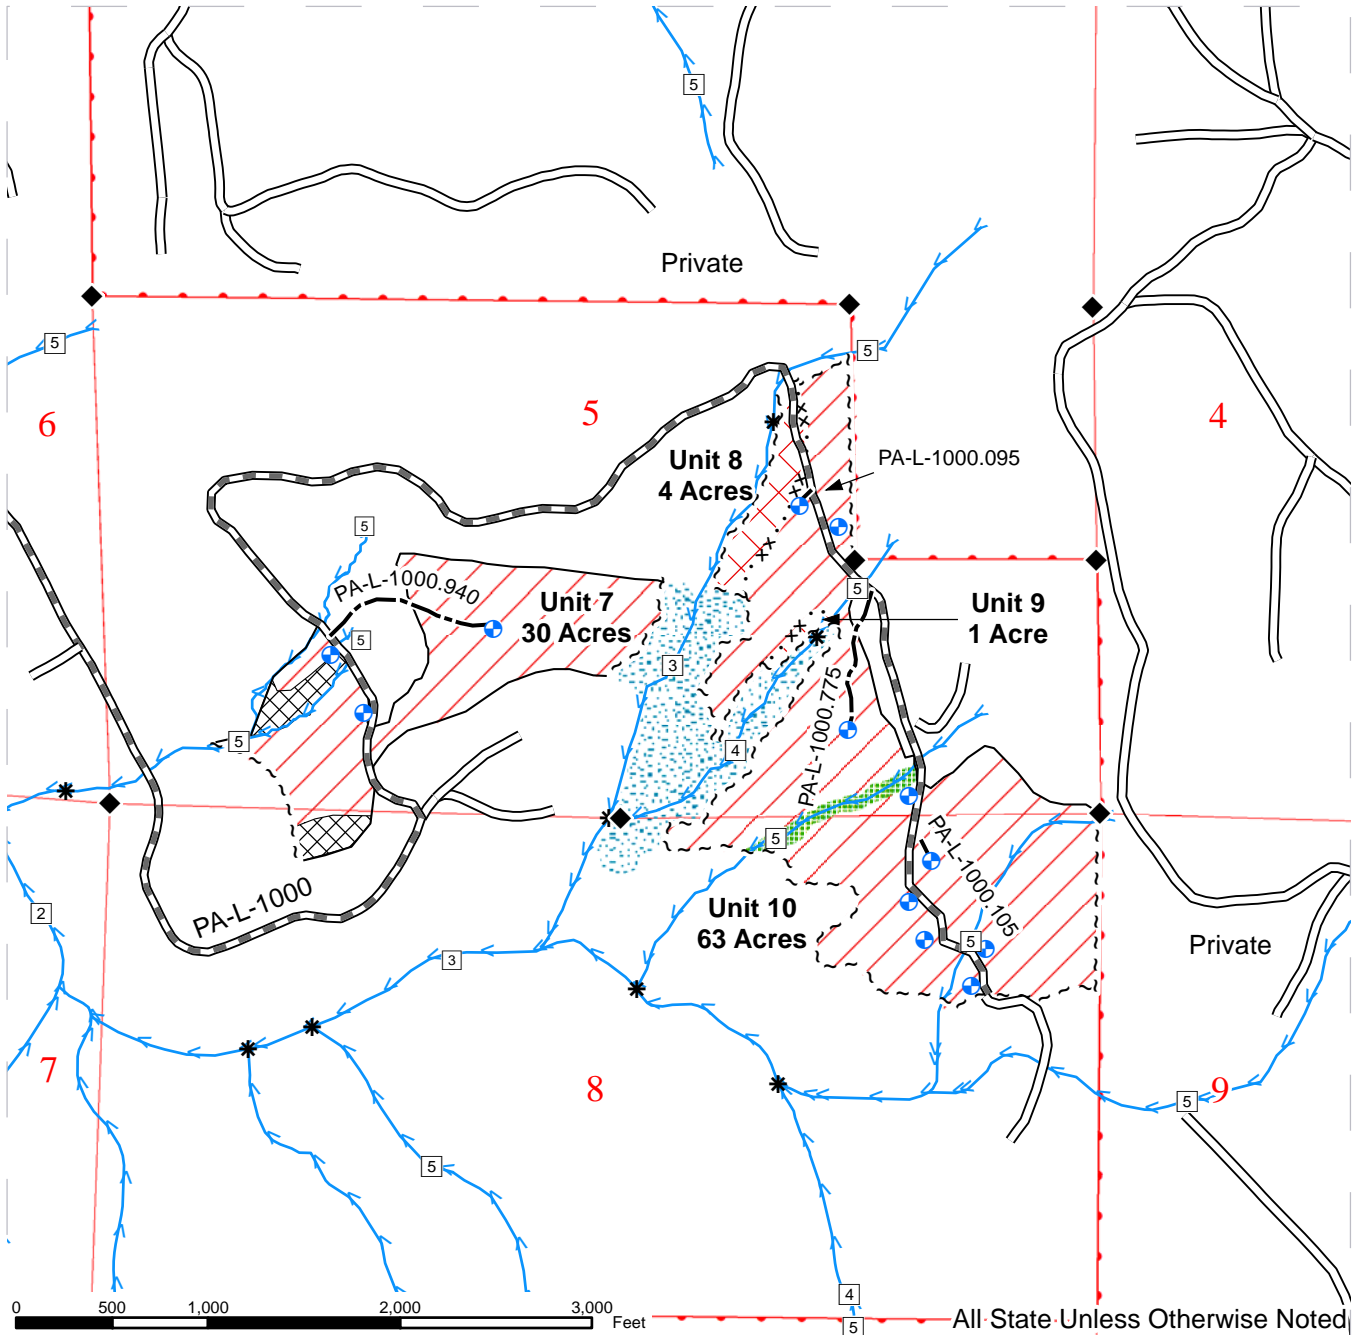 5
Private
5
5
6
5
4
Unit 8
4 Acres
PA-L-1000.095
5
PA-L-1000.940
Unit 7
30 Acres
5
Unit 9
1 Acre
5
3
PA-L-1000.775
5
4
5
PA-L-1000.105
PA-L-1000
2
Unit 10
63 Acres
5
Private
3
7
8
9
5
5
4
5
0 500 1,000 2,000 3,000
Feet
All State Unless Otherwise Noted